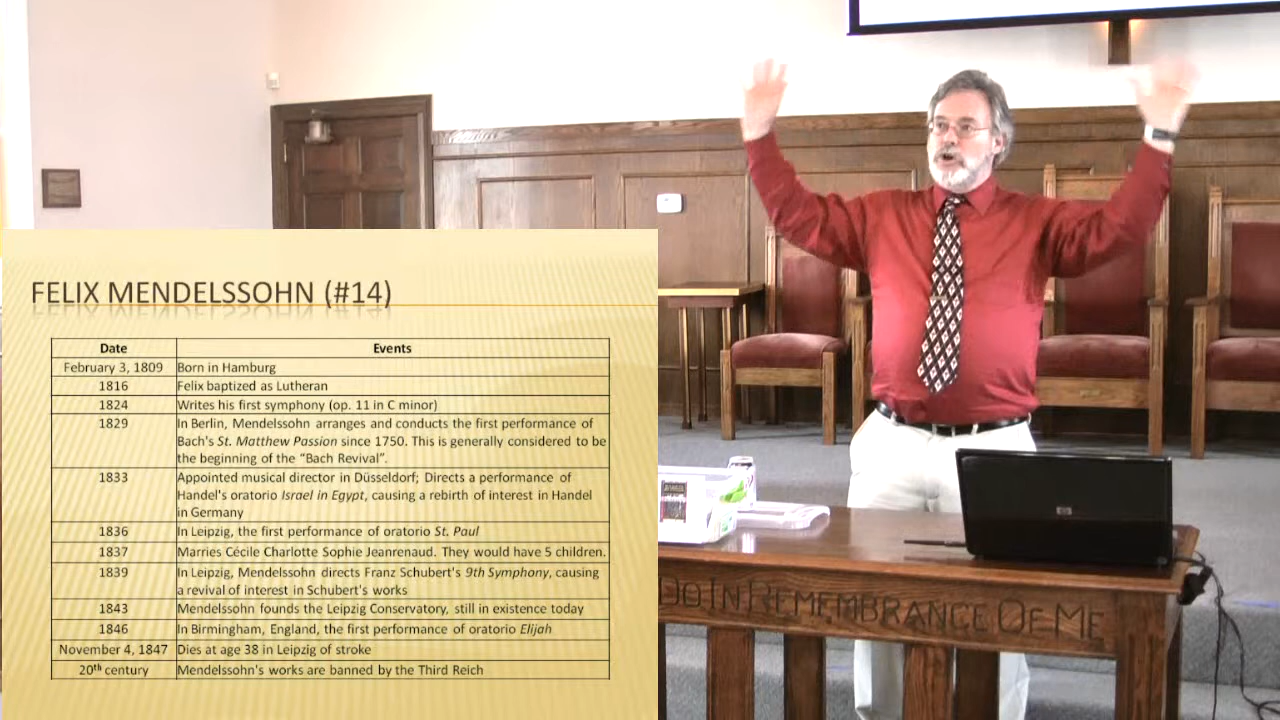 FELIX MENDELSSOHN (#14)
Date Events
February 3, 1809 Born in Hamburg
1816 Felix baptized as Lutheran
1824 Writes his first symphony (op. 11 in C minor)
1829 In Berlin, Mendelssohn arranges and conducts the first performance of
Bach's St. Matthew Passion since 1750. This is generally considered to be
the beginning of the “Bach Revival”.
1833 Appointed musical director in Düsseldorf; Directs a performance of
Handel's oratorio Israel in Egypt, causing a rebirth of interest in Handel
in Germany
1836 In Leipzig, the first performance of oratorio St. Paul
1837 Marries Cécile Charlotte Sophie Jeanrenaud. They would have 5 children.
1839 In Leipzig, Mendelssohn directs Franz Schubert's 9th Symphony, causing
a revival of interest in Schubert's works
1843 Mendelssohn founds the Leipzig Conservatory, still in existence today
1846 In Birmingham, England, the first performance of oratorio Elijah
November 4, 1847 Dies at age 38 in Leipzig of stroke
20th century Mendelssohn's works are banned by the Third Reich
DO IN REMEMBRANCE OF ME
hp